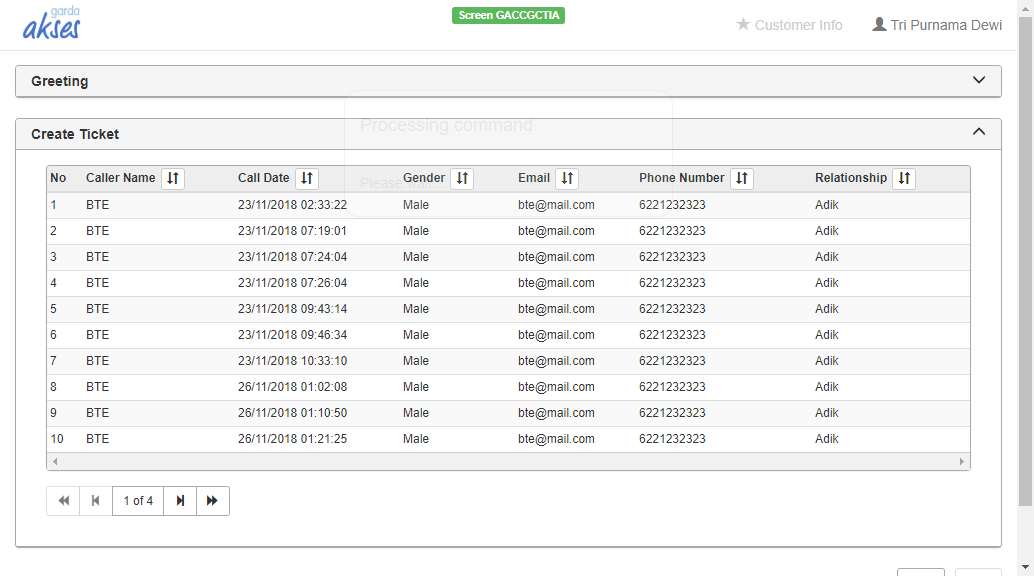 garda
akses
Screen GACCGCTIA
Customer Info
Tri Purnama Dewi
Greeting
Processing command
Create Ticket
Please wait
No Caller Name Call Date Gender Email Phone Number Relationship
1 BTE 23/11/2018 02:33:22 Male bte@mail.com 6221232323 Adik
2 BTE 23/11/2018 07:19:01 Male bte@mail.com 6221232323 Adik
3 BTE 23/11/2018 07:24:04 Male bte@mail.com 6221232323 Adik
4 BTE 23/11/2018 07:26:04 Male bte@mail.com 6221232323 Adik
5 BTE 23/11/2018 09:43:14 Male bte@mail.com 6221232323 Adik
6 BTE 23/11/2018 09:46:34 Male bte@mail.com 6221232323 Adik
7 BTE 23/11/2018 10:33:10 Male bte@mail.com 6221232323 Adik
8 BTE 26/11/2018 01:02:08 Male bte@mail.com 6221232323 Adik
9 BTE 26/11/2018 01:10:50 Male bte@mail.com 6221232323 Adik
10 BTE 26/11/2018 01:21:25 Male bte@mail.com 6221232323 Adik
1 of 4